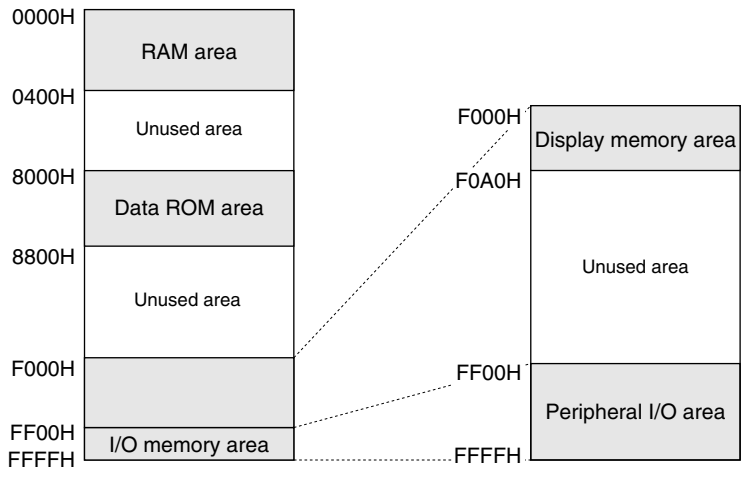 0000H
RAM area
0400H
Unused area
8000H
Data ROM area
8800H
Unused area
F000H
FF00H
I/O memory area
FFFFH
F000H
Display memory area
F0A0H
Unused area
FF00H
Peripheral I/O area
FFFFH